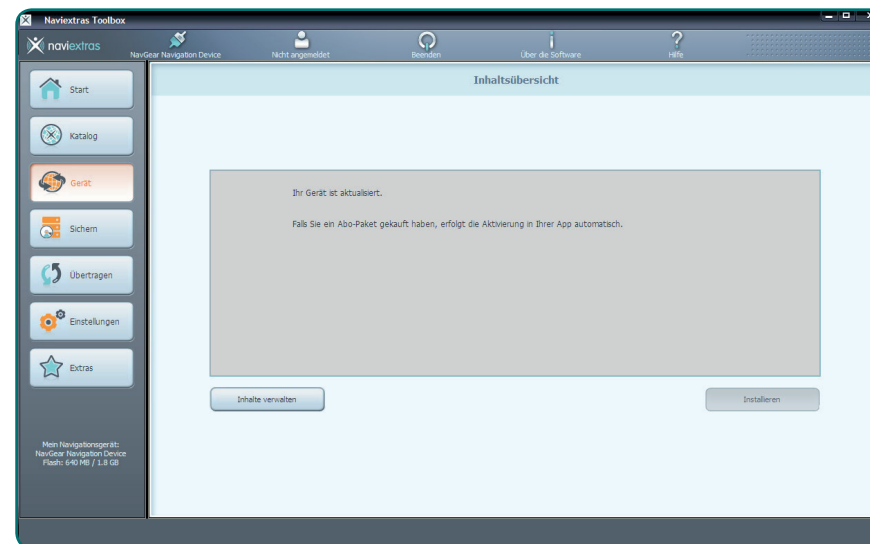 Naviextras Toolbox
naviextras
NavGear Navigation Device
Nicht angemeldet
Beenden
Über die Software
Hilfe
Start
Katalog
Gerät
Sichern
Übertragen
Einstellungen
Extras
Mein Navigationsgerät:
NavGear Navigation Device
Flash: 640 MB / 1.8 GB
Inhaltsübersicht
Ihr Gerät ist aktualisiert.
Falls Sie ein Abo-Paket gekauft haben, erfolgt die Aktivierung in Ihrer App automatisch.
Inhalte verwalten
Installieren